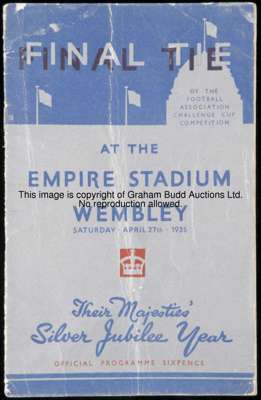 FINAL TIE
OF THE
FOOTBALL
ASSOCIATION
CHALLENGE CUP
COMPETITION
AT THE
EMPIRE STADIUM
This image is copyright of Graham Budd Auctions Ltd.
No reproduction allowed.
WEMBLEY
SATURDAY · APRIL 27th · 1935
Their Majesties'
Silver Jubilee Year
OFFICIAL PROGRAMME SIXPENCE